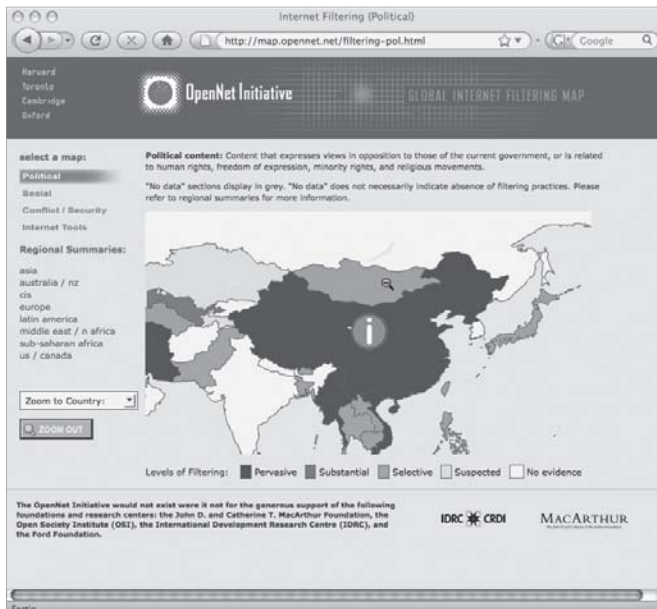 Internet Filtering (Political)
http://map.opennet.net/filtering-pol.html
Google
Harvard
Toronto
Cambridge
Oxford
OpenNet Initiative
GLOBAL INTERNET FILTERING MAP
select a map:
Political
Social
Conflict / Security
Internet Tools
Regional Summaries:
asia
australia / nz
cis
europe
latin america
middle east / n africa
sub-saharan africa
us / canada
Zoom to Country:
ZOOM OUT
Political content: Content that expresses views in opposition to those of the current government, or is related
to human rights, freedom of expression, minority rights, and religious movements.
"No data" sections display in grey. "No data" does not necessarily indicate absence of filtering practices. Please
refer to regional summaries for more information.
i
Levels of Filtering: Pervasive Substantial Selective Suspected No evidence
The OpenNet Initiative would not exist were it not for the generous support of the following
foundations and research centers: the John D. and Catherine T. MacArthur Foundation, the
Open Society Institute (OSI), the International Development Research Centre (IDRC), and
the Ford Foundation.
IDRC CRDI
MACARTHUR